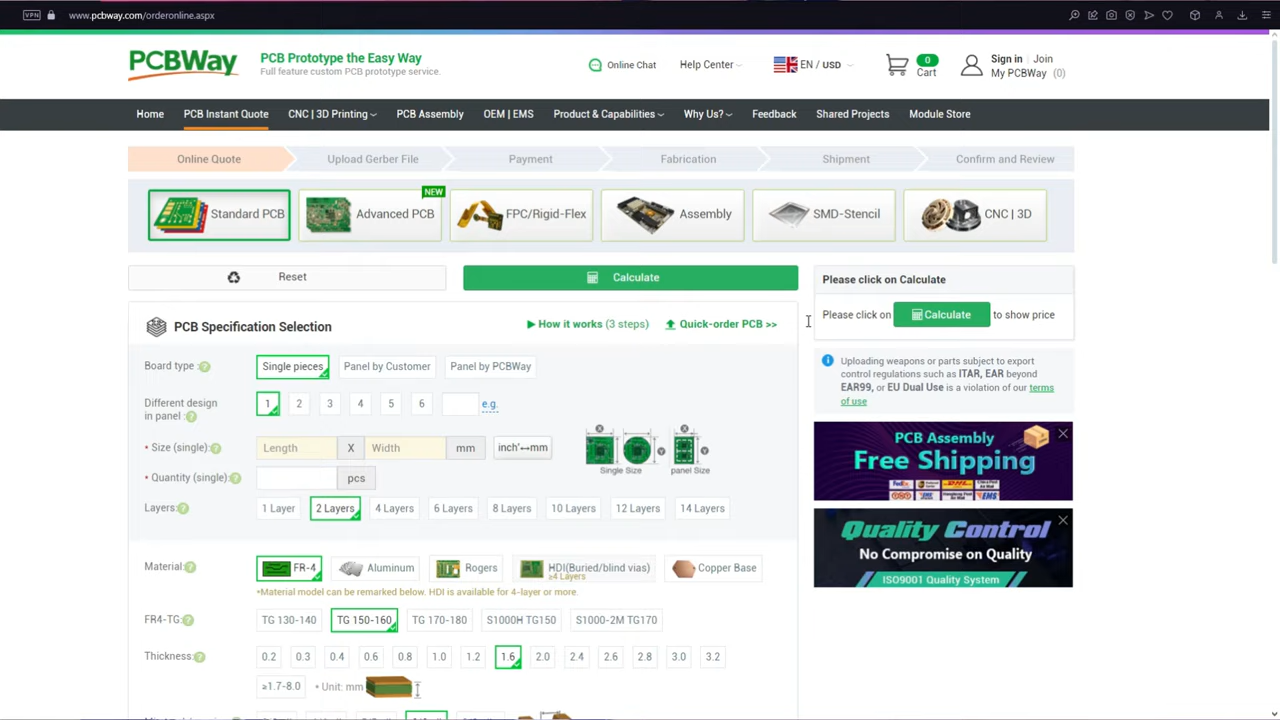 VPN www.pcbway.com/orderonline.aspx
PCBWay
PCB Prototype the Easy Way
Full feature custom PCB prototype service.
Online Chat Help Center EN / USD 0 Cart Sign in | Join
My PCBWay (0)
Home PCB Instant Quote CNC | 3D Printing PCB Assembly OEM | EMS Product & Capabilities Why Us? Feedback Shared Projects Module Store
Online Quote Upload Gerber File Payment Fabrication Shipment Confirm and Review
NEW
Standard PCB Advanced PCB FPC/Rigid-Flex Assembly SMD-Stencil CNC | 3D
Reset Calculate
Please click on Calculate
Please click on Calculate to show price
PCB Specification Selection How it works (3 steps) Quick-order PCB >>
Board type : ? Single pieces Panel by Customer Panel by PCBWay
Different design
in panel : ? 1 2 3 4 5 6 e.g.
* Size (single): ? Length X Width mm inch'↔mm
Single Size panel Size
* Quantity (single): ? pcs
Layers: ? 1 Layer 2 Layers 4 Layers 6 Layers 8 Layers 10 Layers 12 Layers 14 Layers
Material: ? FR-4 Aluminum Rogers HDI(Buried/blind vias) ≥4 Layers Copper Base
*Material model can be remarked below. HDI is available for 4-layer or more.
FR4-TG: ? TG 130-140 TG 150-160 TG 170-180 S1000H TG150 S1000-2M TG170
Thickness: ? 0.2 0.3 0.4 0.6 0.8 1.0 1.2 1.6 2.0 2.4 2.6 2.8 3.0 3.2
≥1.7-8.0 * Unit: mm
Uploading weapons or parts subject to export
control regulations such as ITAR, EAR beyond
EAR99, or EU Dual Use is a violation of our terms
of use
PCB Assembly
Free Shipping
FedEx DHL EMS
Quality Control
No Compromise on Quality
ISO9001 Quality System